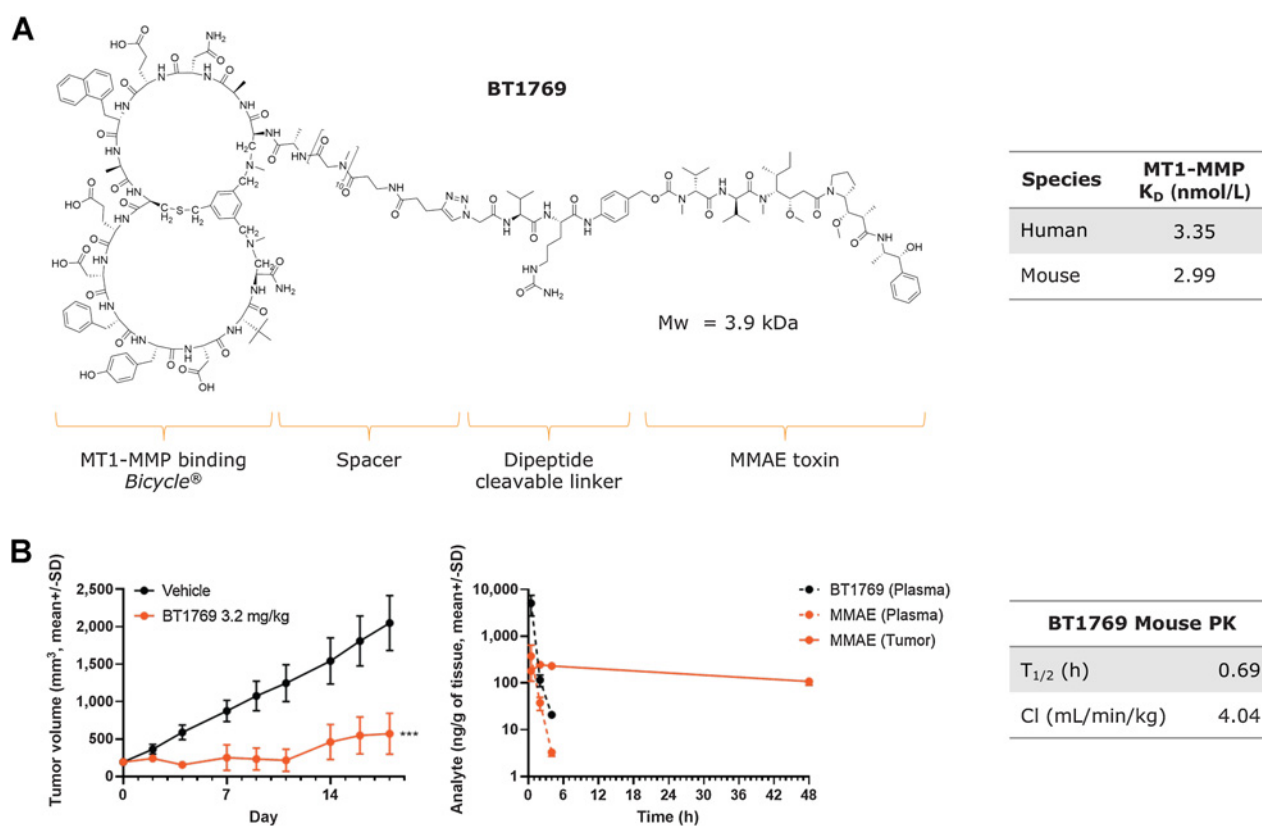 A
BT1769
Mw = 3.9 kDa
MT1-MMP binding
Bicycle®
Spacer
Dipeptide
cleavable linker
MMAE toxin
Species
MT1-MMP
K_D (nmol/L)
Human 3.35
Mouse 2.99
B
Tumor volume (mm³, mean+/-SD)
2,500
2,000
1,500
1,000
500
0
0 7 14
Day
Vehicle
BT1769 3.2 mg/kg
***
Analyte (ng/g of tissue, mean+/-SD)
10,000
1,000
100
10
1
0 6 12 18 24 30 36 42 48
Time (h)
BT1769 (Plasma)
MMAE (Plasma)
MMAE (Tumor)
BT1769 Mouse PK
T1/2 (h) 0.69
Cl (mL/min/kg) 4.04